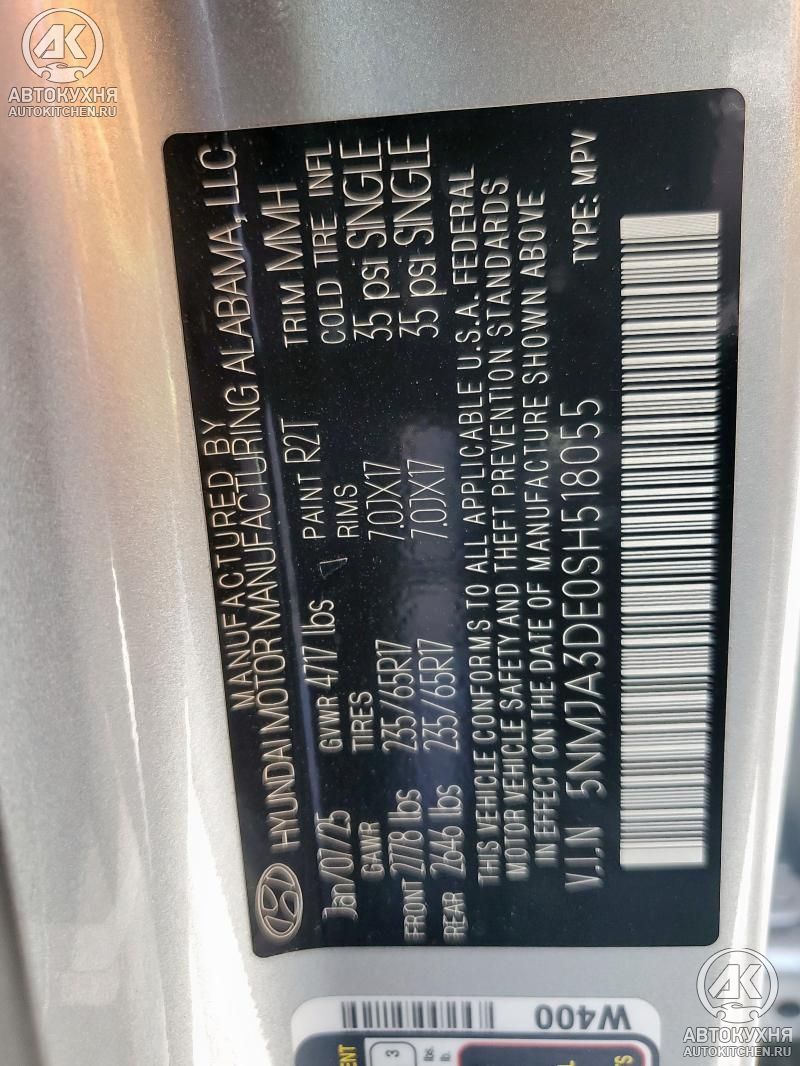 АВТОКУХНЯ
AUTOKITCHEN.RU
MANUFACTURED BY
HYUNDAI MOTOR MANUFACTURING ALABAMA, LLC
Jan/07/25 GVWR 4717 lbs PAINT R2T TRIM MMH
GAWR TIRES RIMS COLD TIRE INFL
FRONT 2778 lbs 235/65R17 7.0JX17 35 psi SINGLE
REAR 2646 lbs 235/65R17 7.0JX17 35 psi SINGLE
THIS VEHICLE CONFORMS TO ALL APPLICABLE U.S.A. FEDERAL
MOTOR VEHICLE SAFETY AND THEFT PREVENTION STANDARDS
IN EFFECT ON THE DATE OF MANUFACTURE SHOWN ABOVE
V.I.N 5NMJA3DE0SH518055 TYPE: MPV
W400
3
lbs.
lb.
АВТОКУХНЯ
AUTOKITCHEN.RU